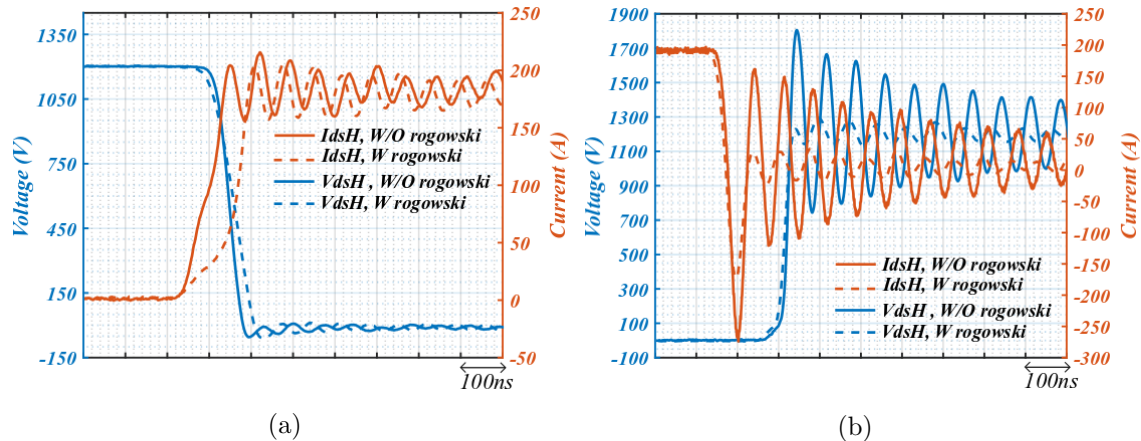 1350
1050
750
450
150
-150
Voltage (V)
250
200
150
100
50
0
-50
Current (A)
IdsH, W/O rogowski
IdsH, W rogowski
VdsH , W/O rogowski
VdsH, W rogowski
100ns
(a)
1900
1700
1500
1300
1100
900
700
500
300
100
-100
Voltage (V)
250
200
150
100
50
0
-50
-100
-150
-200
-250
-300
Current (A)
IdsH, W/O rogowski
IdsH, W rogowski
VdsH , W/O rogowski
VdsH, W rogowski
100ns
(b)